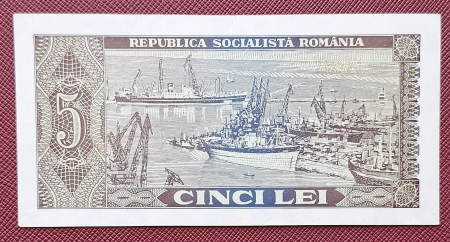 REPUBLICA SOCIALISTĂ ROMÂNIA
5
CINCI LEI